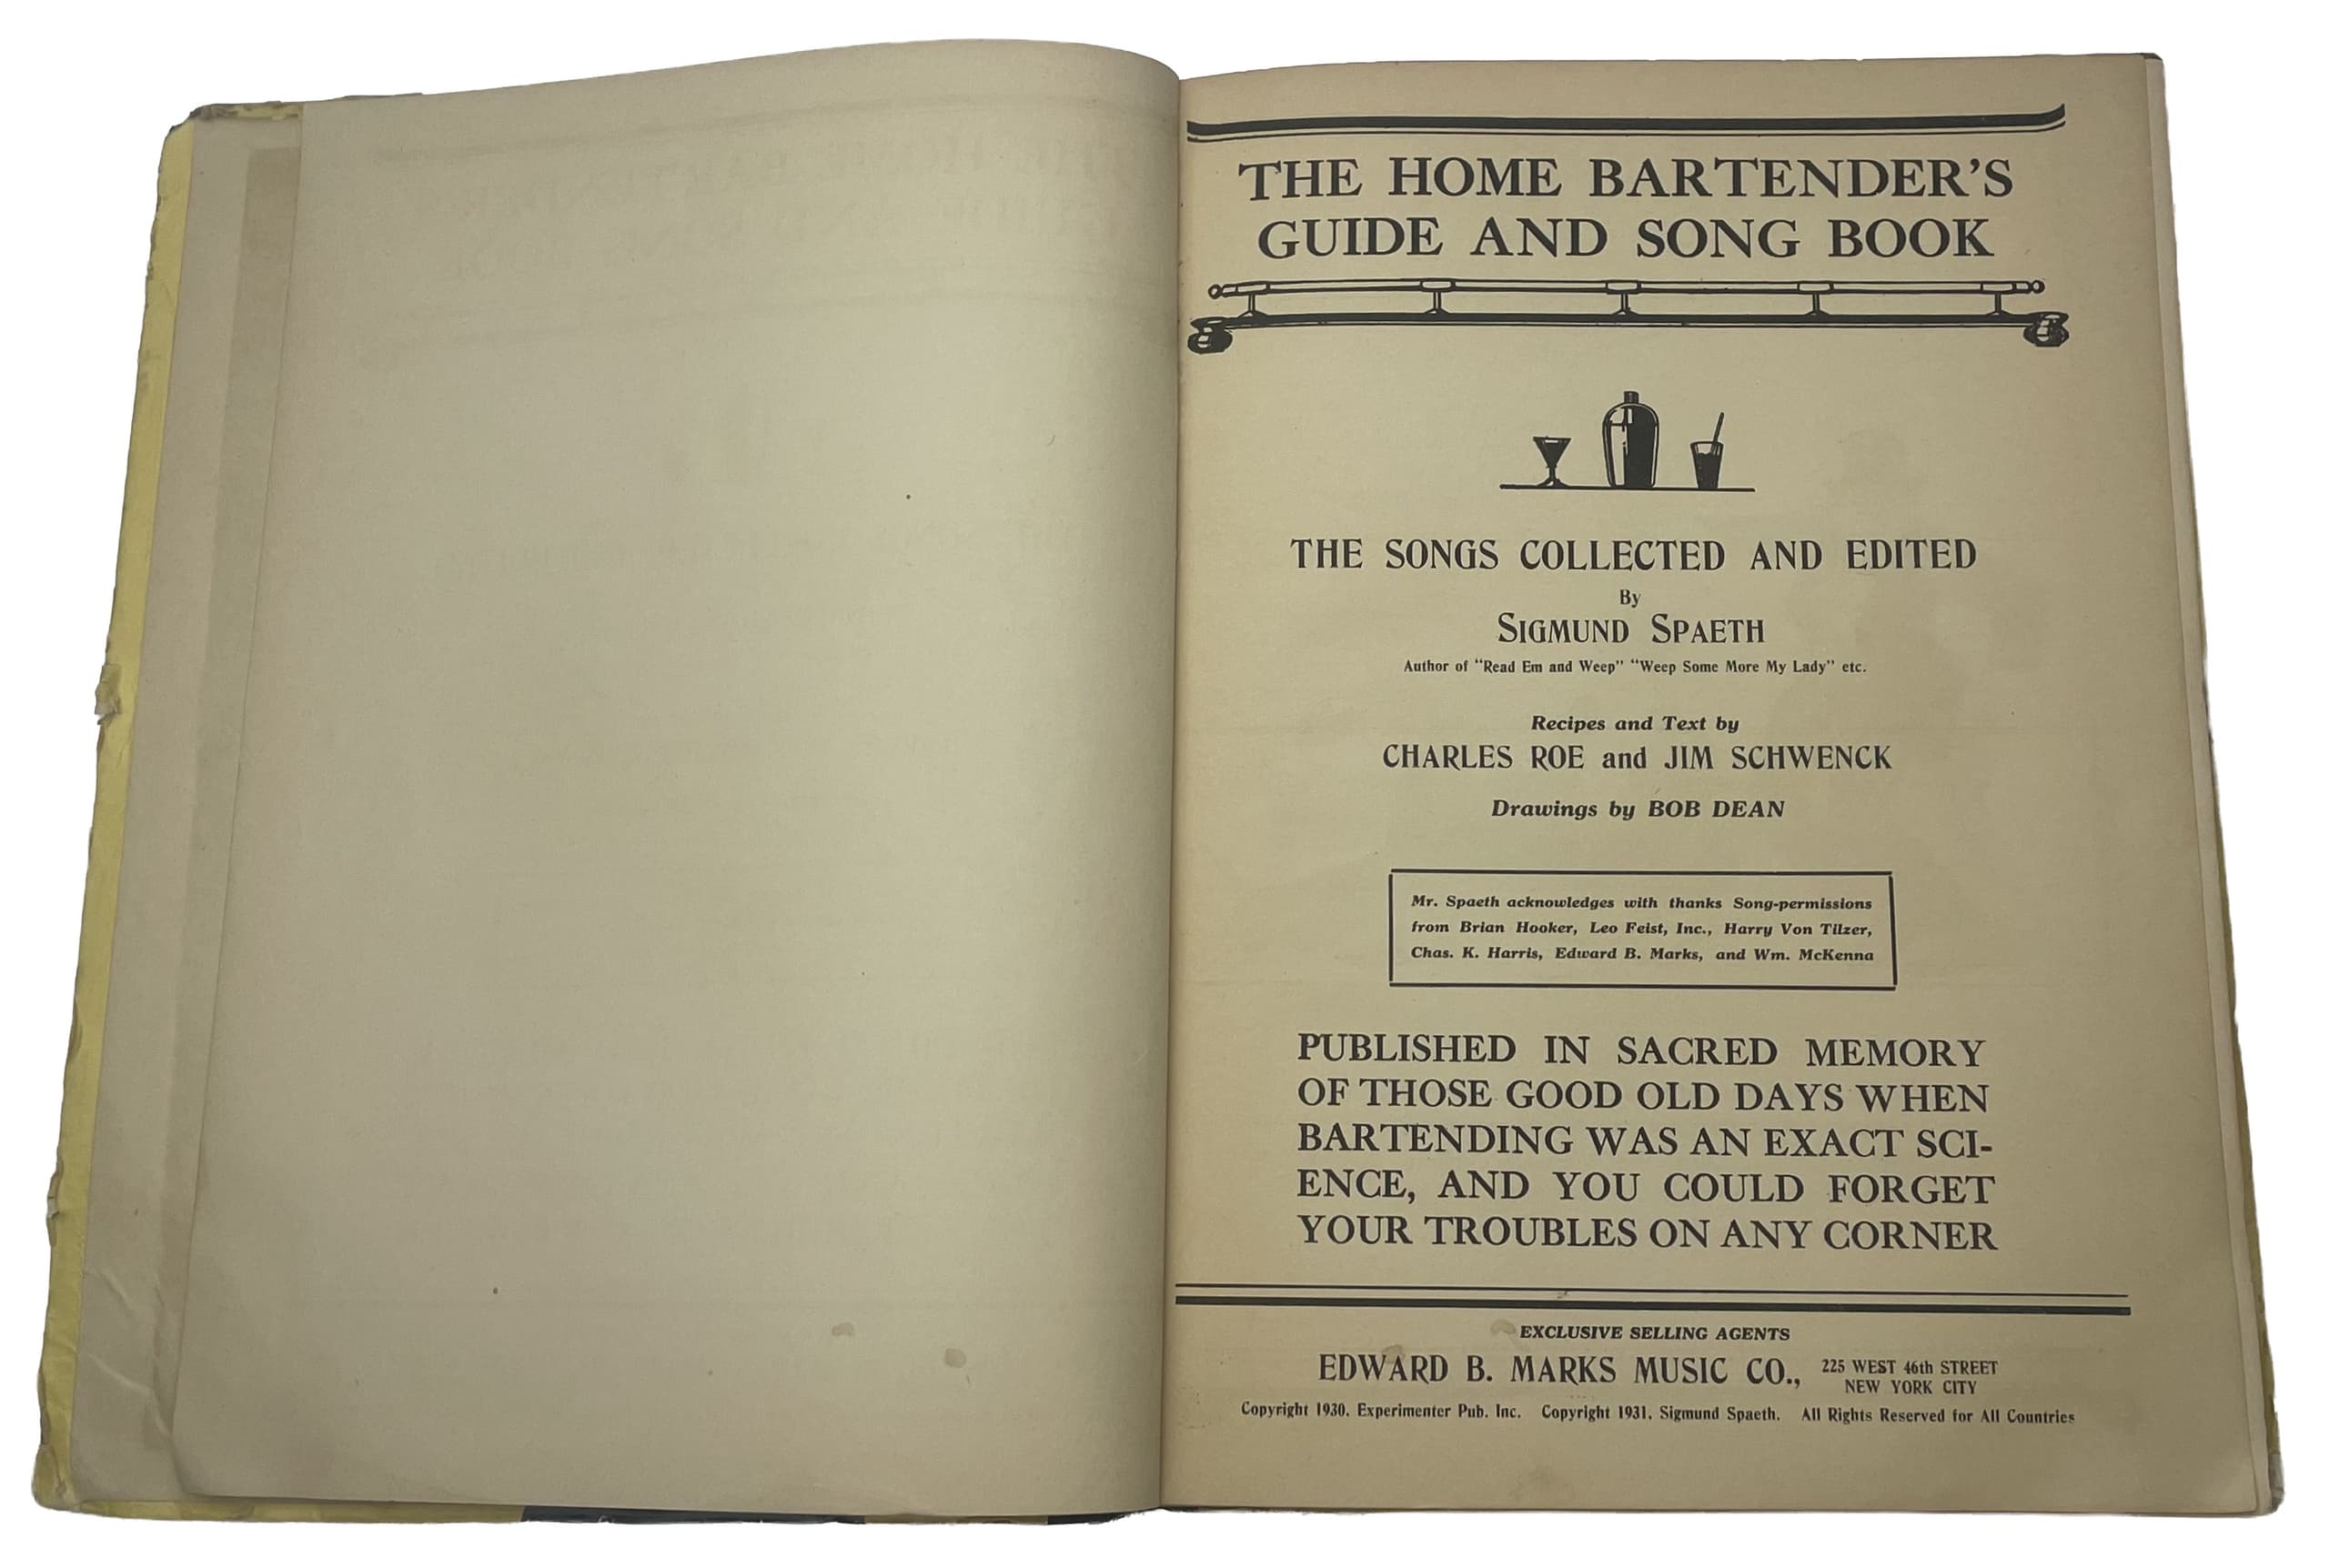 THE HOME BARTENDER'S
GUIDE AND SONG BOOK
THE SONGS COLLECTED AND EDITED
By
SIGMUND SPAETH
Author of "Read Em and Weep" "Weep Some More My Lady" etc.
Recipes and Text by
CHARLES ROE and JIM SCHWENCK
Drawings by BOB DEAN
Mr. Spaeth acknowledges with thanks Song-permissions
from Brian Hooker, Leo Feist, Inc., Harry Von Tilzer,
Chas. K. Harris, Edward B. Marks, and Wm. McKenna
PUBLISHED IN SACRED MEMORY
OF THOSE GOOD OLD DAYS WHEN
BARTENDING WAS AN EXACT SCI-
ENCE, AND YOU COULD FORGET
YOUR TROUBLES ON ANY CORNER
EXCLUSIVE SELLING AGENTS
EDWARD B. MARKS MUSIC CO., 225 WEST 46th STREET
NEW YORK CITY
Copyright 1930, Experimenter Pub. Inc. Copyright 1931, Sigmund Spaeth. All Rights Reserved for All Countries